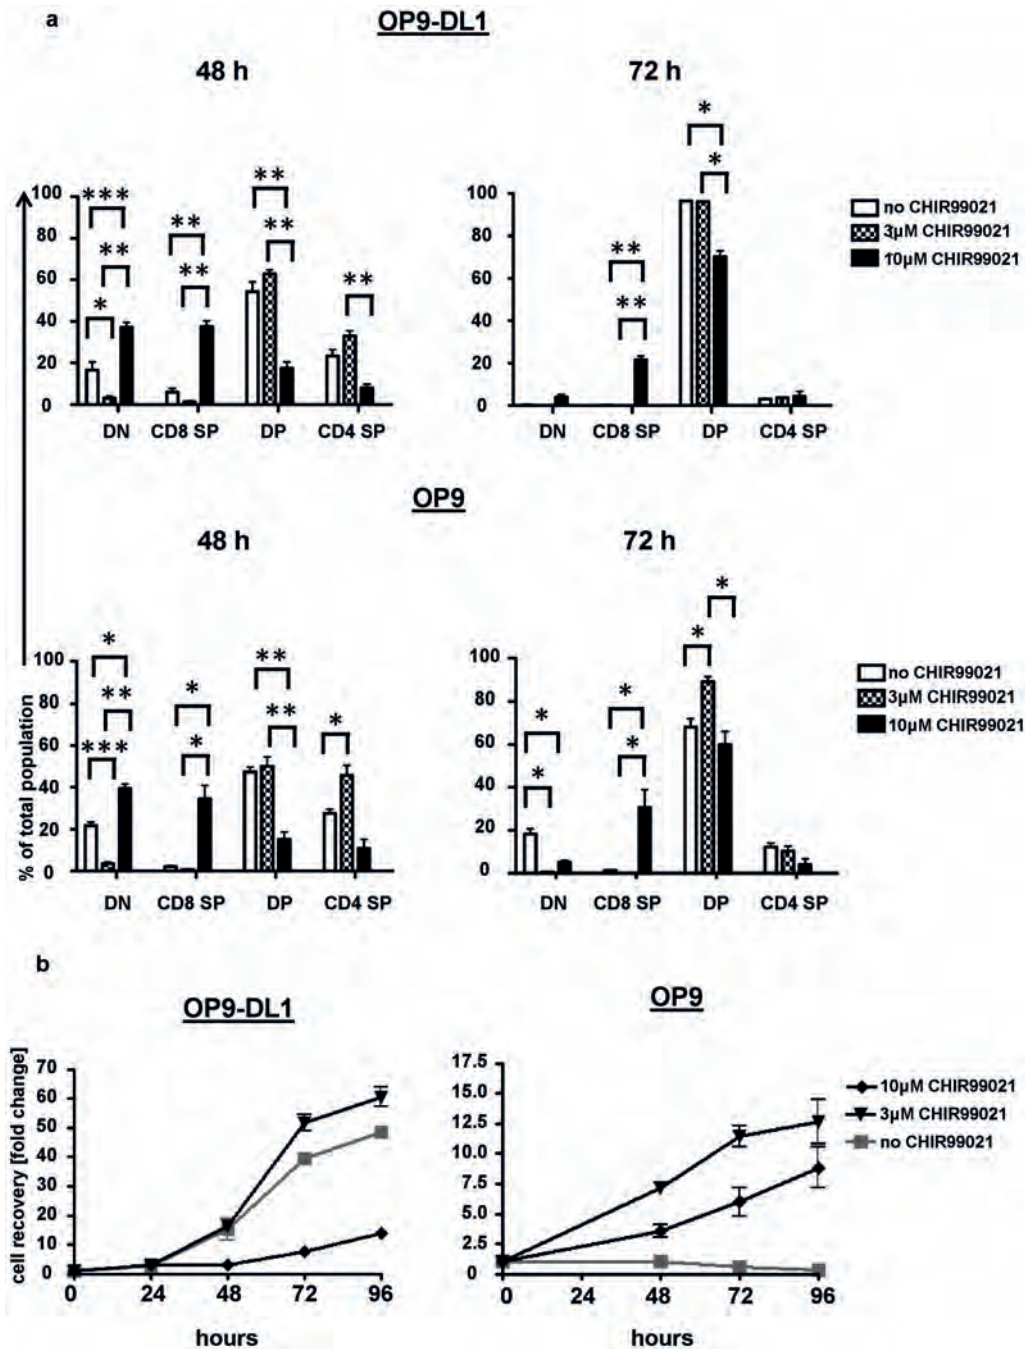 a
OP9-DL1
48 h
72 h
100
80
60
40
20
0
*** ** * ** ** ** ** **
DN CD8 SP DP CD4 SP
100
80
60
40
20
0
** ** * *
DN CD8 SP DP CD4 SP
no CHIR99021
3µM CHIR99021
10µM CHIR99021
OP9
48 h
72 h
% of total population
100
80
60
40
20
0
* ** *** * * ** ** *
DN CD8 SP DP CD4 SP
100
80
60
40
20
0
* * * * * *
DN CD8 SP DP CD4 SP
no CHIR99021
3µM CHIR99021
10µM CHIR99021
b
OP9-DL1
cell recovery [fold change]
70
60
50
40
30
20
10
0
0 24 48 72 96
hours
OP9
17.5
15.0
12.5
10.0
7.5
5.0
2.5
0
0 24 48 72 96
hours
10µM CHIR99021
3µM CHIR99021
no CHIR99021